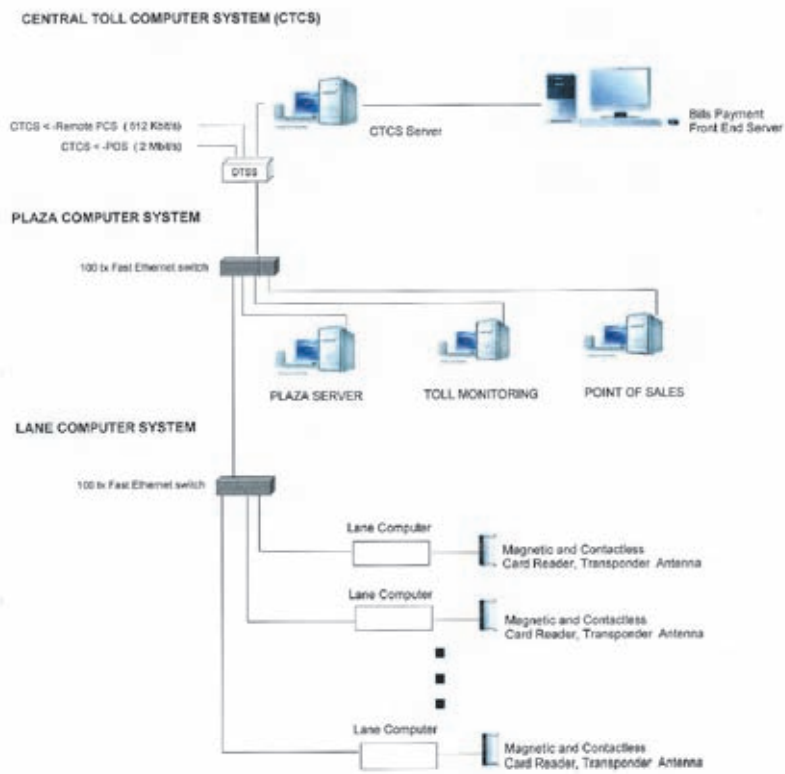 CENTRAL TOLL COMPUTER SYSTEM (CTCS)
CTCS < -Remote PCS ( 512 Kbit/s)
CTCS < -POS ( 2 Mbit/s)
CTCS Server
Bills Payment
Front End Server
DTSS
PLAZA COMPUTER SYSTEM
100 tx Fast Ethernet switch
PLAZA SERVER
TOLL MONITORING
POINT OF SALES
LANE COMPUTER SYSTEM
100 tx Fast Ethernet switch
Lane Computer
Magnetic and Contactless
Card Reader, Transponder Antenna
Lane Computer
Magnetic and Contactless
Card Reader, Transponder Antenna
Lane Computer
Magnetic and Contactless
Card Reader, Transponder Antenna